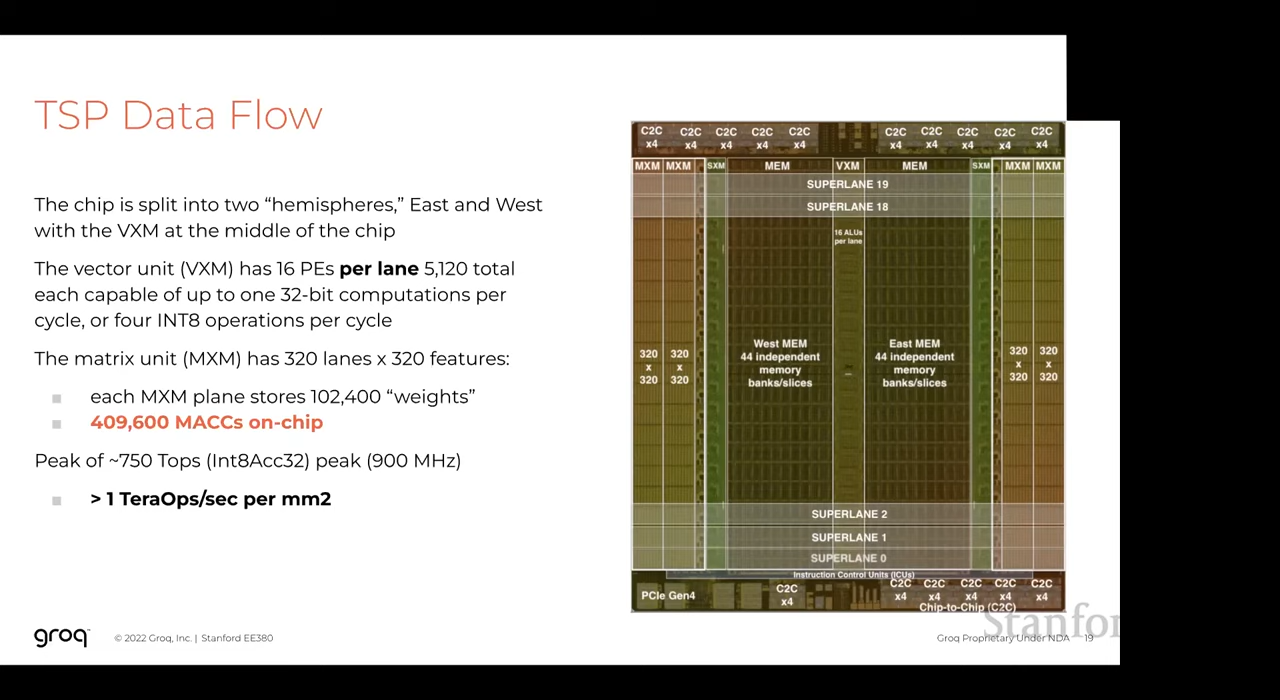 TSP Data Flow
The chip is split into two “hemispheres,” East and West
with the VXM at the middle of the chip
The vector unit (VXM) has 16 PEs per lane 5,120 total
each capable of up to one 32-bit computations per
cycle, or four INT8 operations per cycle
The matrix unit (MXM) has 320 lanes x 320 features:
each MXM plane stores 102,400 “weights”
409,600 MACCs on-chip
Peak of ~750 Tops (Int8Acc32) peak (900 MHz)
> 1 TeraOps/sec per mm2
C2C C2C C2C C2C C2C C2C C2C C2C C2C C2C
x4 x4 x4 x4 x4 x4 x4 x4 x4 x4
MXM MXM SXM MEM VXM MEM SXM MXM MXM
SUPERLANE 19
SUPERLANE 18
16 ALUs
per lane
West MEM
44 independent
memory
banks/slices
East MEM
44 independent
memory
banks/slices
320 320 320 320
x x x x
320 320 320 320
SUPERLANE 2
SUPERLANE 1
SUPERLANE 0
Instruction Control Units (ICUs)
PCIe Gen4
C2C C2C C2C C2C C2C C2C
x4 x4 x4 x4 x4 x4
Chip-to-Chip (C2C)
Stanfor
groq
© 2022 Groq, Inc. | Stanford EE380
Groq Proprietary Under NDA 19